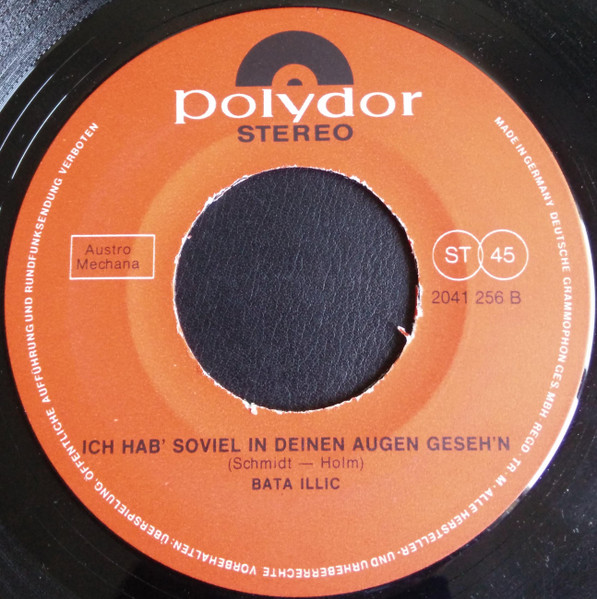 polydor
STEREO
Austro
Mechana
ST 45
2041 256 B
ICH HAB' SOVIEL IN DEINEN AUGEN GESEH'N
(Schmidt — Holm)
BATA ILLIC
MADE IN GERMANY DEUTSCHE GRAMMOPHON GES. MBH REGD. TR. M. · ALLE HERSTELLER- UND URHEBERRECHTE VORBEHALTEN: ÜBERSPIELUNG, ÖFFENTLICHE AUFFÜHRUNG UND RUNDFUNKSENDUNG VERBOTEN